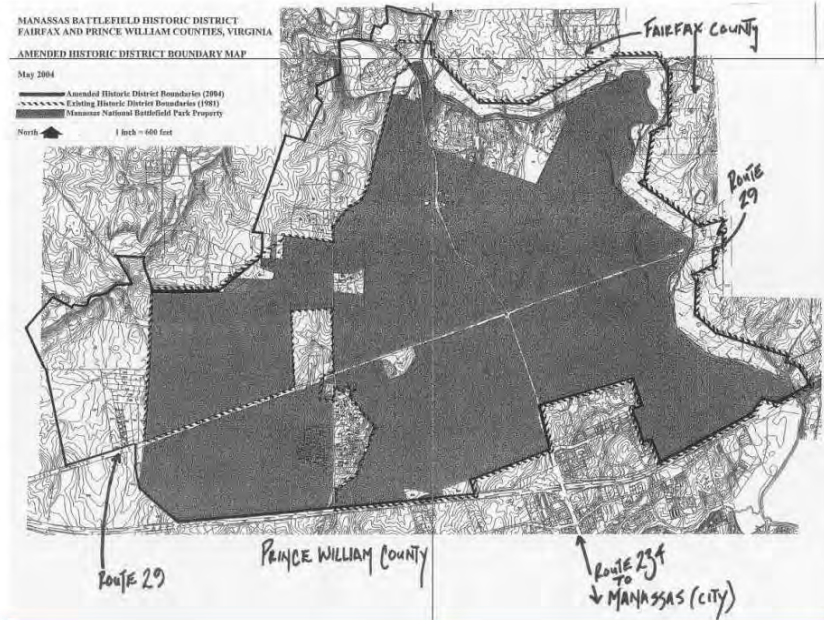 MANASSAS BATTLEFIELD HISTORIC DISTRICT
FAIRFAX AND PRINCE WILLIAM COUNTIES, VIRGINIA
AMENDED HISTORIC DISTRICT BOUNDARY MAP
May 2004
Amended Historic District Boundaries (2004)
Existing Historic District Boundaries (1981)
Manassas National Battlefield Park Property
North
1 inch = 600 feet
FAIRFAX COUNTY
ROUTE
29
ROUTE 29
PRINCE WILLIAM COUNTY
ROUTE 234
TO
MANASSAS (CITY)